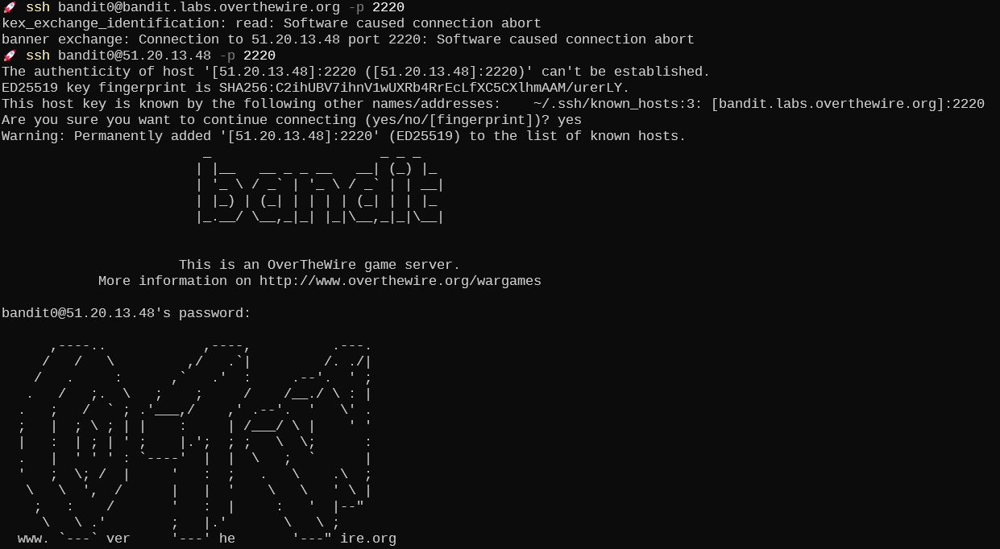 🚀 ssh bandit0@bandit.labs.overthewire.org -p 2220
kex_exchange_identification: read: Software caused connection abort
banner exchange: Connection to 51.20.13.48 port 2220: Software caused connection abort
🚀 ssh bandit0@51.20.13.48 -p 2220
The authenticity of host '[51.20.13.48]:2220 ([51.20.13.48]:2220)' can't be established.
ED25519 key fingerprint is SHA256:C2ihUBV7ihnV1wUXRb4RrEcLfXC5CXlhmAAM/urerLY.
This host key is known by the following other names/addresses:    ~/.ssh/known_hosts:3: [bandit.labs.overthewire.org]:2220
Are you sure you want to continue connecting (yes/no/[fingerprint])? yes
Warning: Permanently added '[51.20.13.48]:2220' (ED25519) to the list of known hosts.
                         _                     _ _ _
                        | |__   __ _ _ __   __| (_) |_
                        | '_ \ / _` | '_ \ / _` | | __|
                        | |_) | (_| | | | | (_| | | |_
                        |_.__/ \__,_|_| |_|\__,_|_|\__|
                      This is an OverTheWire game server.
            More information on http://www.overthewire.org/wargames
bandit0@51.20.13.48's password:
      ,----..            ,----,          .---.
     /   /   \         ,/   .`|         /. ./|
    /   .     :      ,`   .'  :     .--'.  ' ;
   .   /   ;.  \   ;    ;     /    /__./ \ : |
  .   ;   /  ` ; .'___,/    ,' .--'.  '   \' .
  ;   |  ; \ ; | |    :     | /___/ \ |    ' '
  |   :  | ; | ' ;    |.';  ; ;   \  \;      :
  .   |  ' ' ' : `----'  |  |  \   ;  `      |
  '   ;  \; /  |     '   :  ;   .   \    .\  ;
   \   \  ',  /      |   |  '    \   \   ' \ |
    ;   :    /       '   :  |     :   '  |--"
     \   \ .'        ;   |.'       \   \ ;
  www. `---` ver     '---' he       '---" ire.org